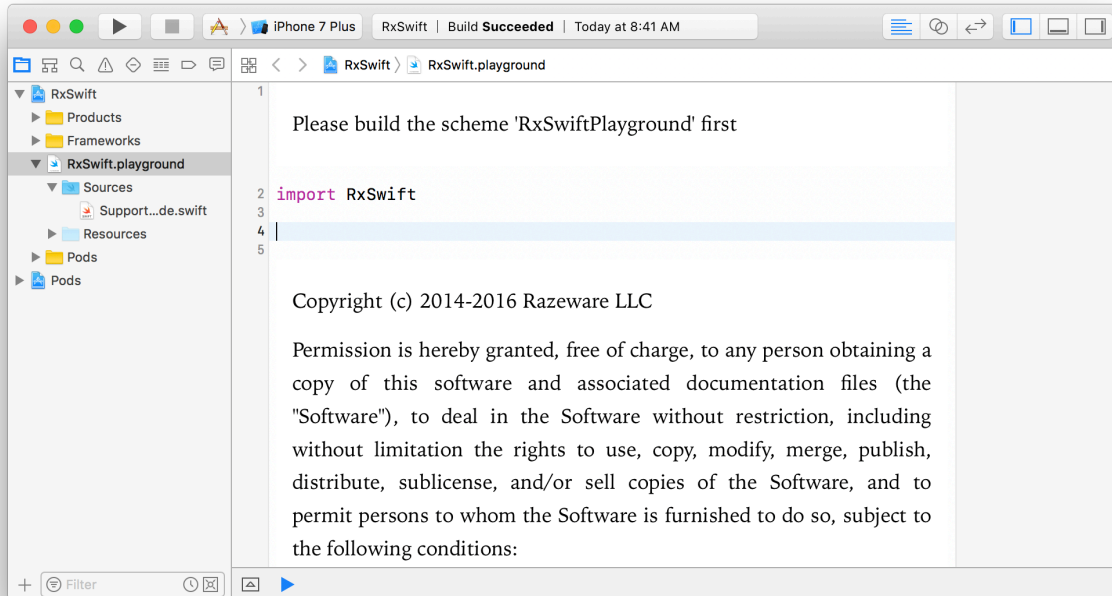 iPhone 7 Plus
RxSwift | Build Succeeded | Today at 8:41 AM
RxSwift
RxSwift.playground
RxSwift
Products
Frameworks
RxSwift.playground
Sources
Support...de.swift
Resources
Pods
Pods
Filter
1
Please build the scheme 'RxSwiftPlayground' first
2 import RxSwift
3
4
5
Copyright (c) 2014-2016 Razeware LLC
Permission is hereby granted, free of charge, to any person obtaining a
copy of this software and associated documentation files (the
"Software"), to deal in the Software without restriction, including
without limitation the rights to use, copy, modify, merge, publish,
distribute, sublicense, and/or sell copies of the Software, and to
permit persons to whom the Software is furnished to do so, subject to
the following conditions: